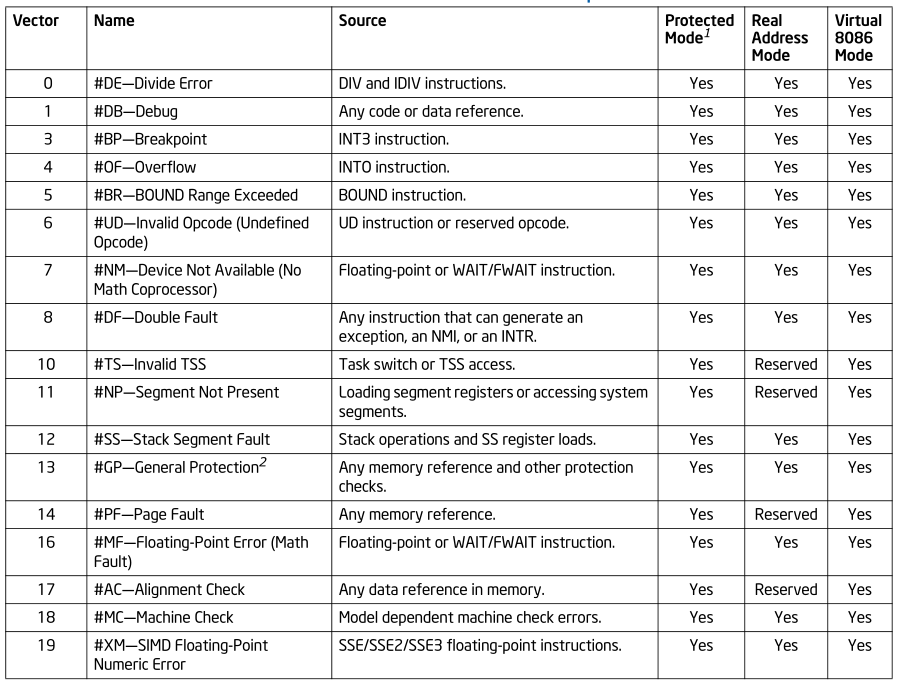 Vector Name Source Protected Real Virtual
Mode1 Address 8086
Mode Mode
0 #DE—Divide Error DIV and IDIV instructions. Yes Yes Yes
1 #DB—Debug Any code or data reference. Yes Yes Yes
3 #BP—Breakpoint INT3 instruction. Yes Yes Yes
4 #OF—Overflow INTO instruction. Yes Yes Yes
5 #BR—BOUND Range Exceeded BOUND instruction. Yes Yes Yes
6 #UD—Invalid Opcode (Undefined UD instruction or reserved opcode. Yes Yes Yes
Opcode)
7 #NM—Device Not Available (No Floating-point or WAIT/FWAIT instruction. Yes Yes Yes
Math Coprocessor)
8 #DF—Double Fault Any instruction that can generate an Yes Yes Yes
exception, an NMI, or an INTR.
10 #TS—Invalid TSS Task switch or TSS access. Yes Reserved Yes
11 #NP—Segment Not Present Loading segment registers or accessing system Yes Reserved Yes
segments.
12 #SS—Stack Segment Fault Stack operations and SS register loads. Yes Yes Yes
13 #GP—General Protection2 Any memory reference and other protection Yes Yes Yes
checks.
14 #PF—Page Fault Any memory reference. Yes Reserved Yes
16 #MF—Floating-Point Error (Math Floating-point or WAIT/FWAIT instruction. Yes Yes Yes
Fault)
17 #AC—Alignment Check Any data reference in memory. Yes Reserved Yes
18 #MC—Machine Check Model dependent machine check errors. Yes Yes Yes
19 #XM—SIMD Floating-Point SSE/SSE2/SSE3 floating-point instructions. Yes Yes Yes
Numeric Error